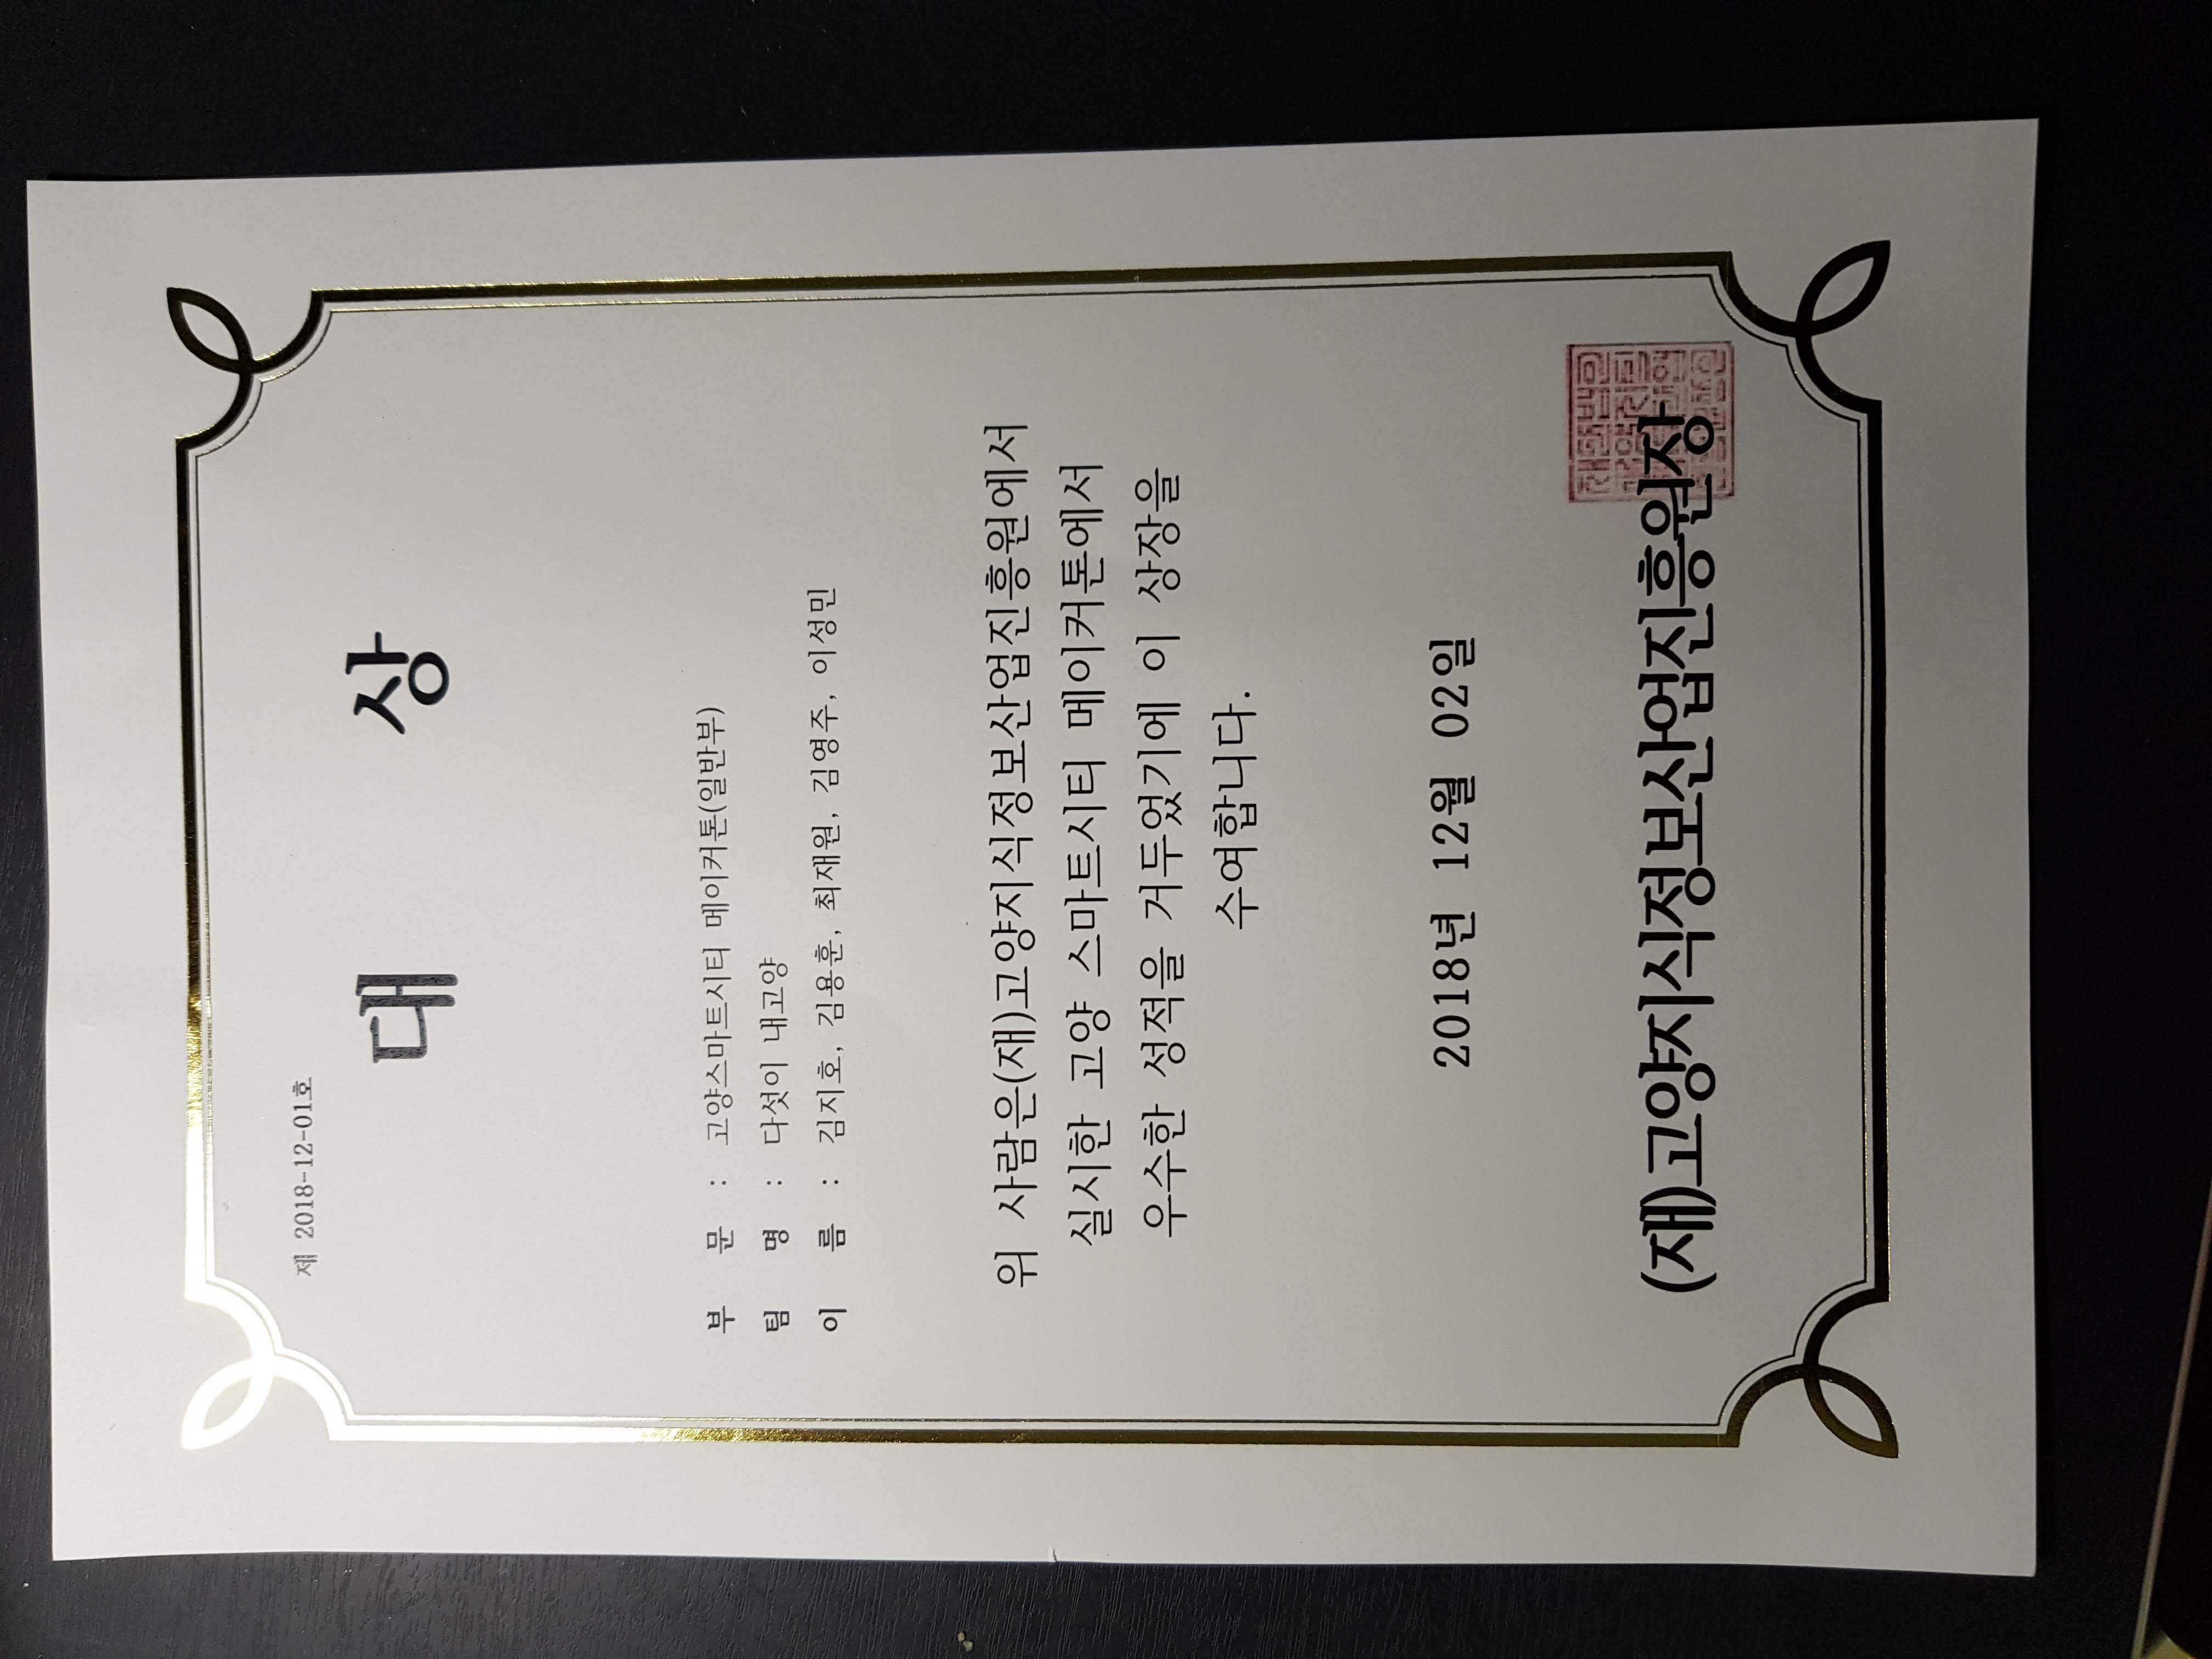 제 2018-12-01호
대 상
부 문 : 고양스마트시티 메이커톤(일반부)
팀 명 : 다섯이 내고양
이 름 : 김지호, 김용훈, 최재원, 김영주, 이성민
위 사람은(재)고양지식정보산업진흥원에서
실시한 고양 스마트시티 메이커톤에서
우수한 성적을 거두었기에 이 상장을
수여합니다.
2018년 12월 02일
(재)고양지식정보산업진흥원장